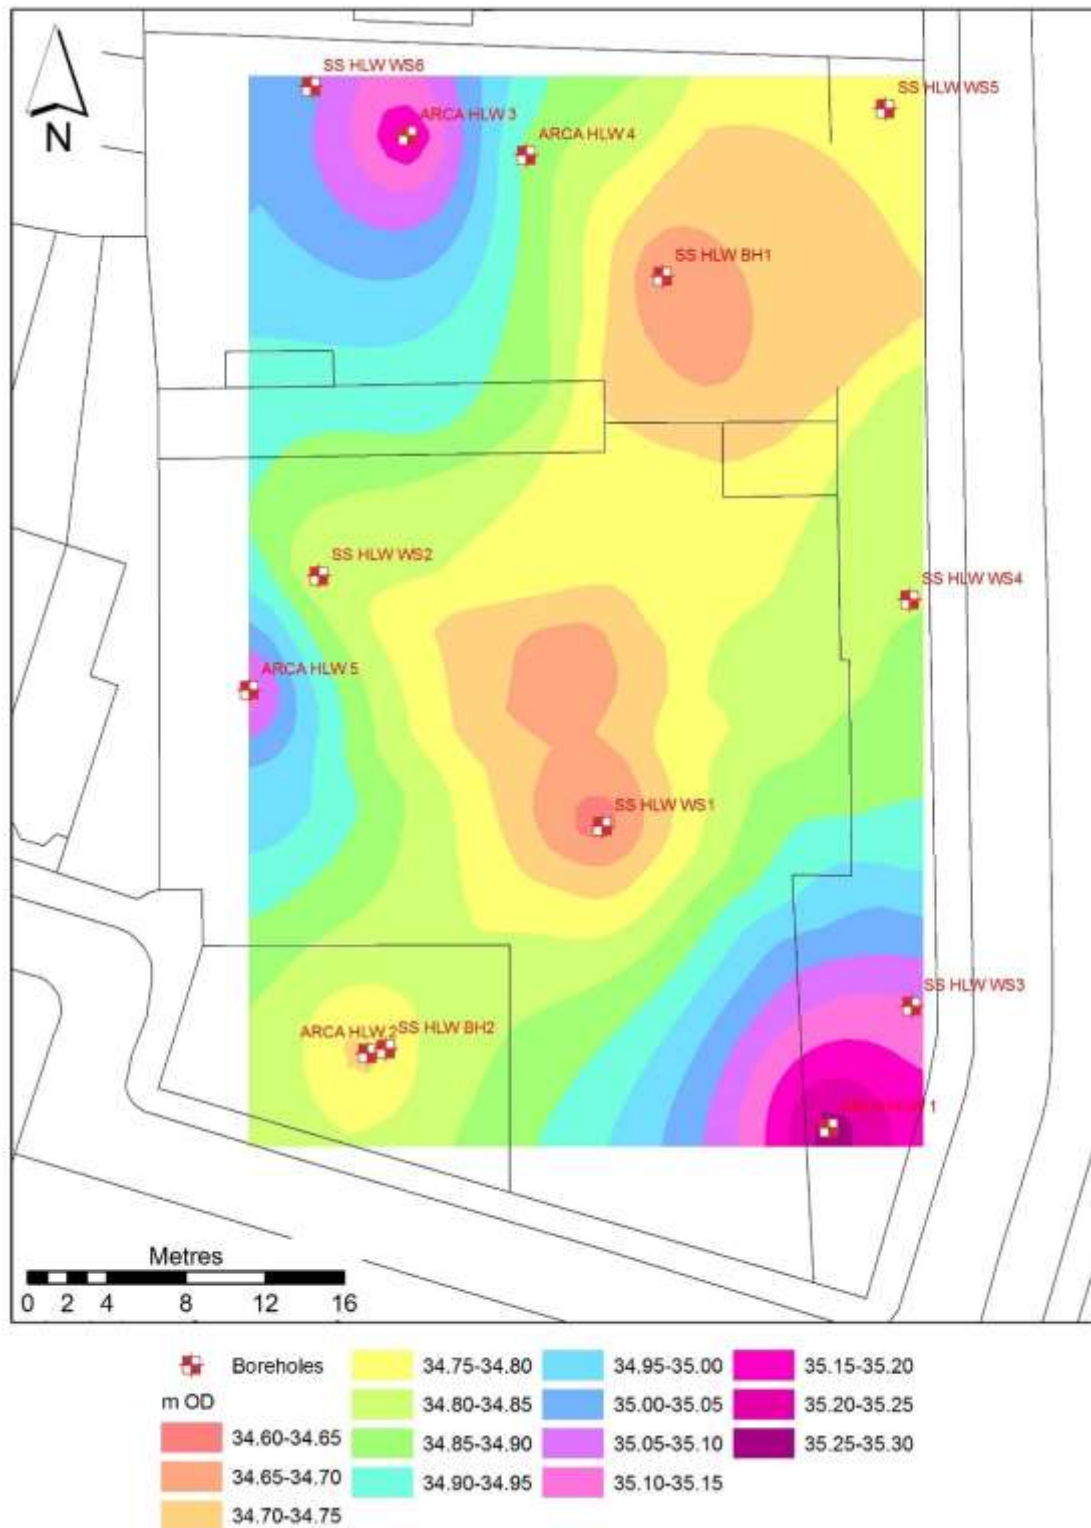 SS HLW WS6
ARCA HLW 3
SS HLW WS5
ARCA HLW 4
N
SS HLW BH1
SS HLW WS2
SS HLW WS4
ARCA HLW 5
SS HLW WS1
SS HLW WS3
ARCA HLW 2
SS HLW BH2
ARCA HLW 1
Metres
0 2 4 8 12 16
Boreholes
m OD
34.60-34.65
34.65-34.70
34.70-34.75
34.75-34.80
34.80-34.85
34.85-34.90
34.90-34.95
34.95-35.00
35.00-35.05
35.05-35.10
35.10-35.15
35.15-35.20
35.20-35.25
35.25-35.30